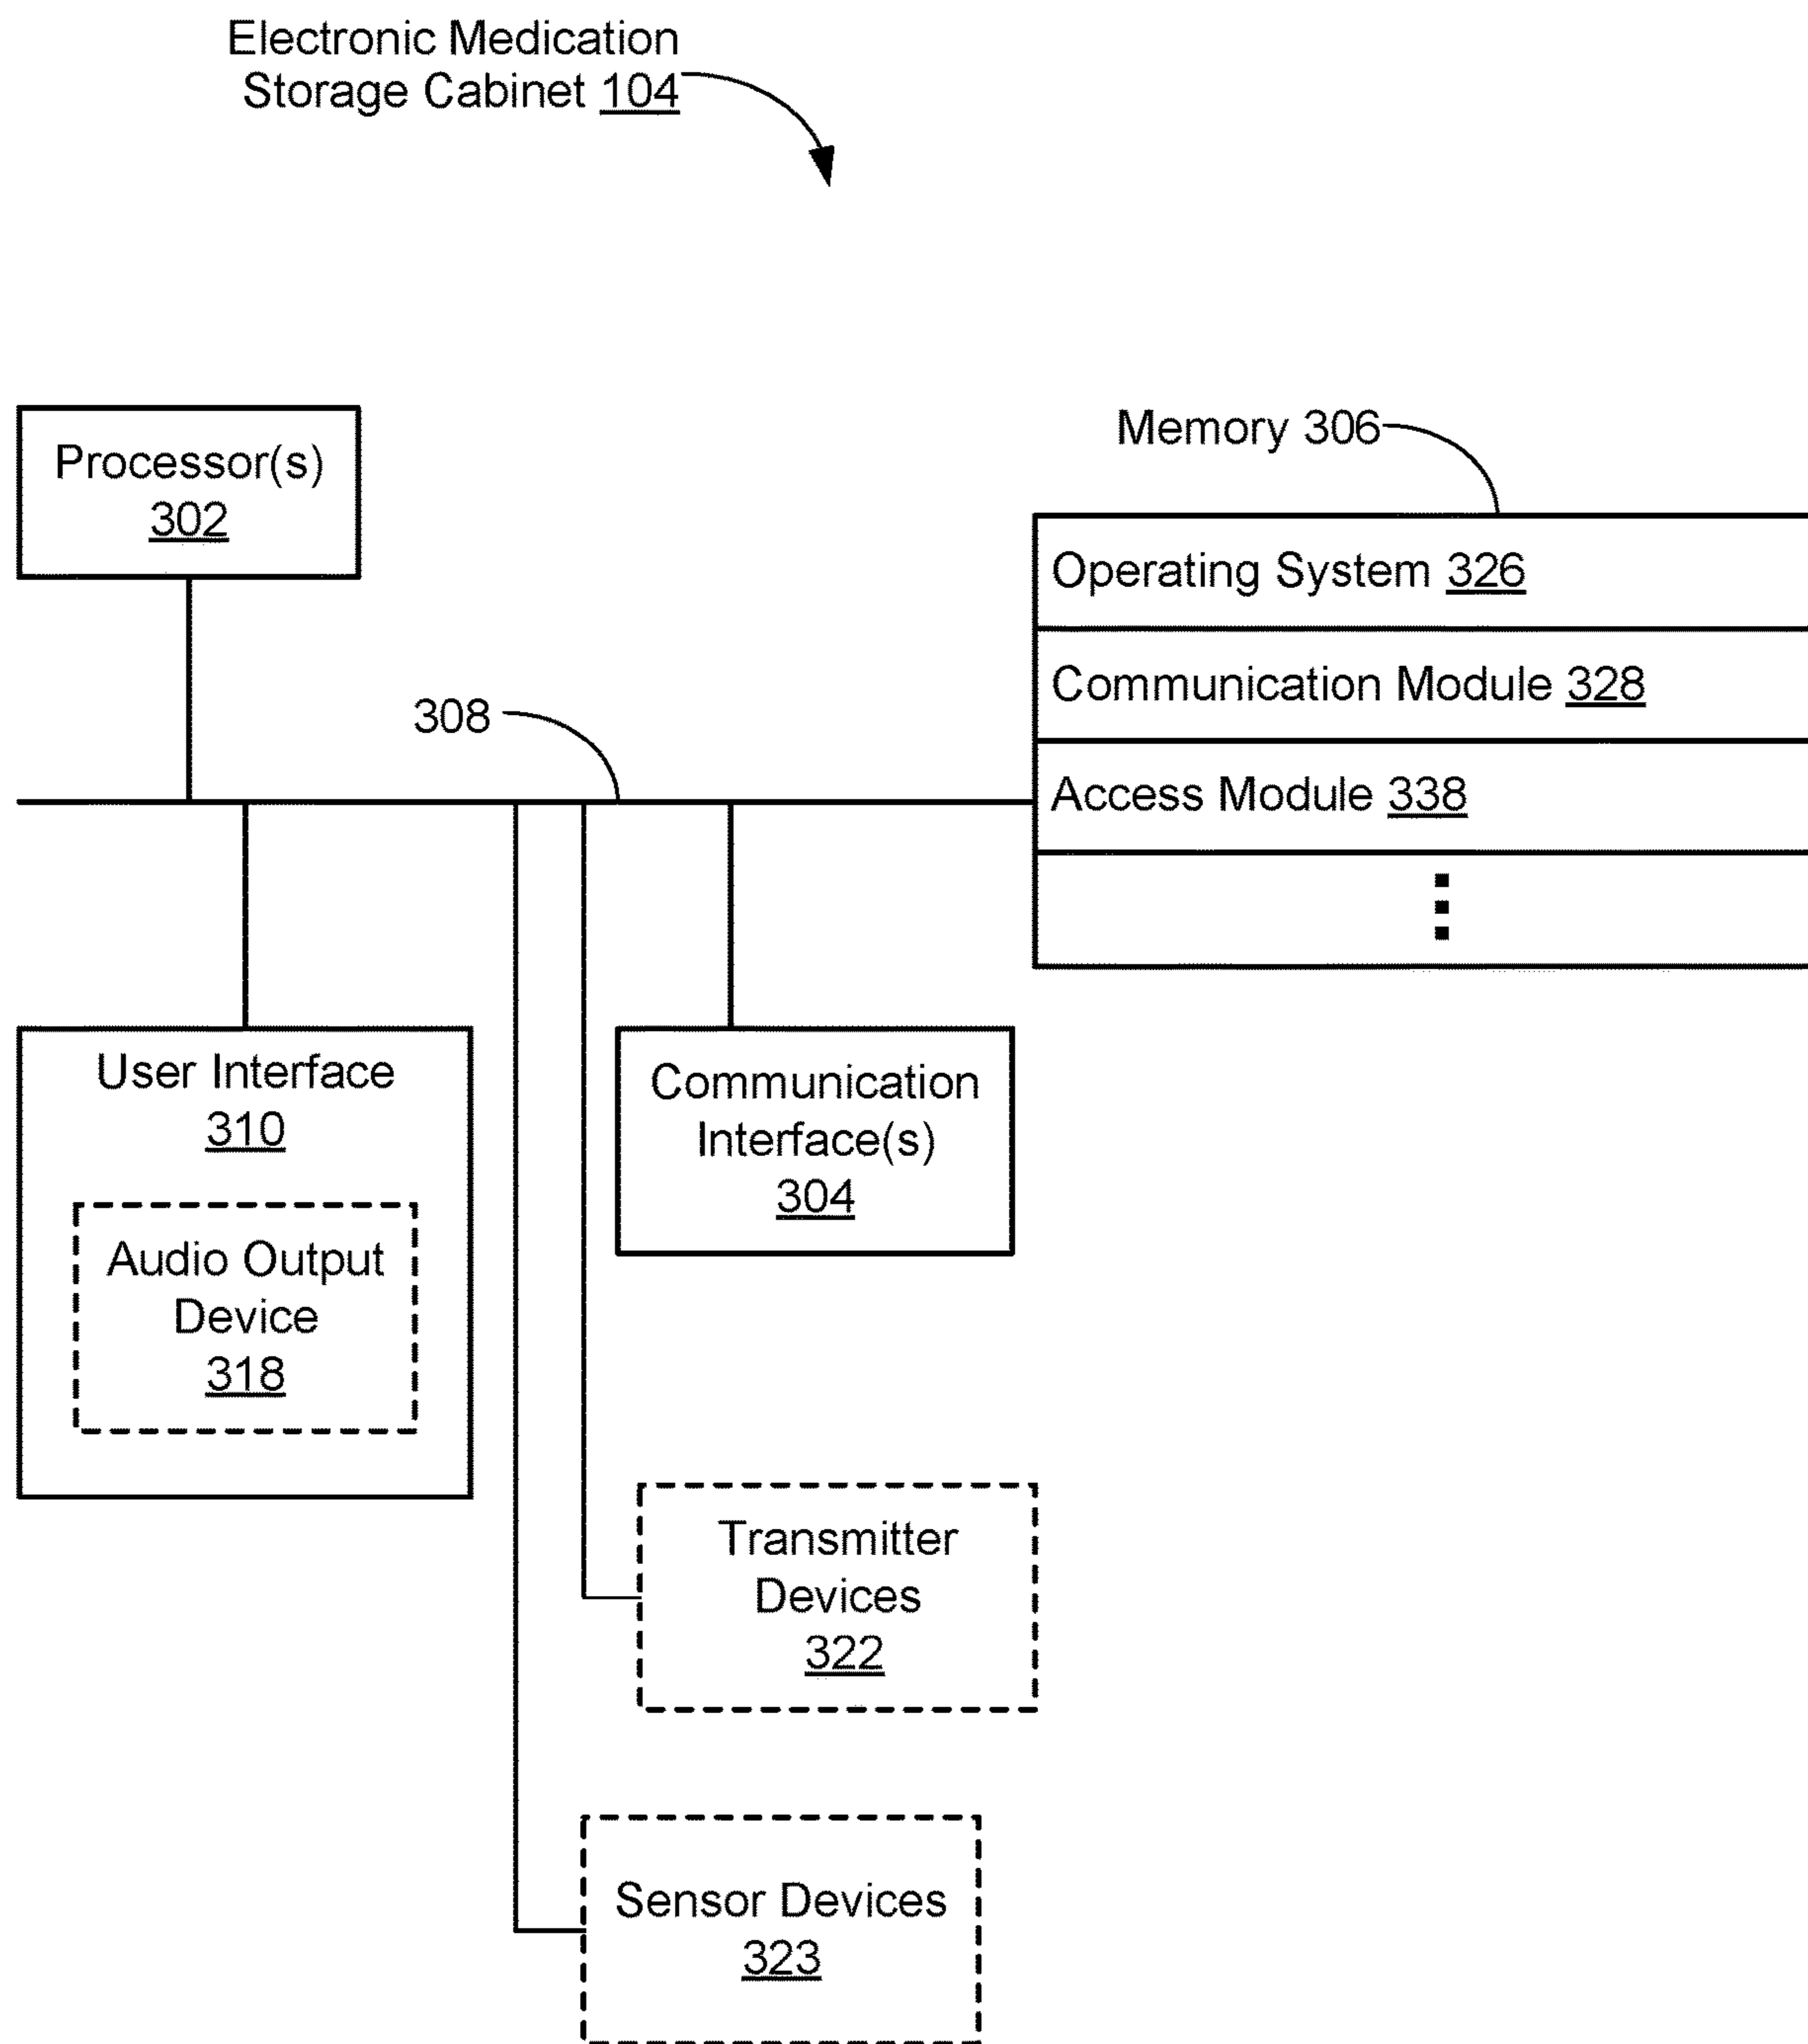 Electronic Medication
Storage Cabinet 104
Processor(s)
302
Memory 306
Operating System 326
Communication Module 328
308
Access Module 338
User Interface
310
Communication
Interface(s)
304
Audio Output
Device
318
Transmitter
Devices
322
Sensor Devices
323